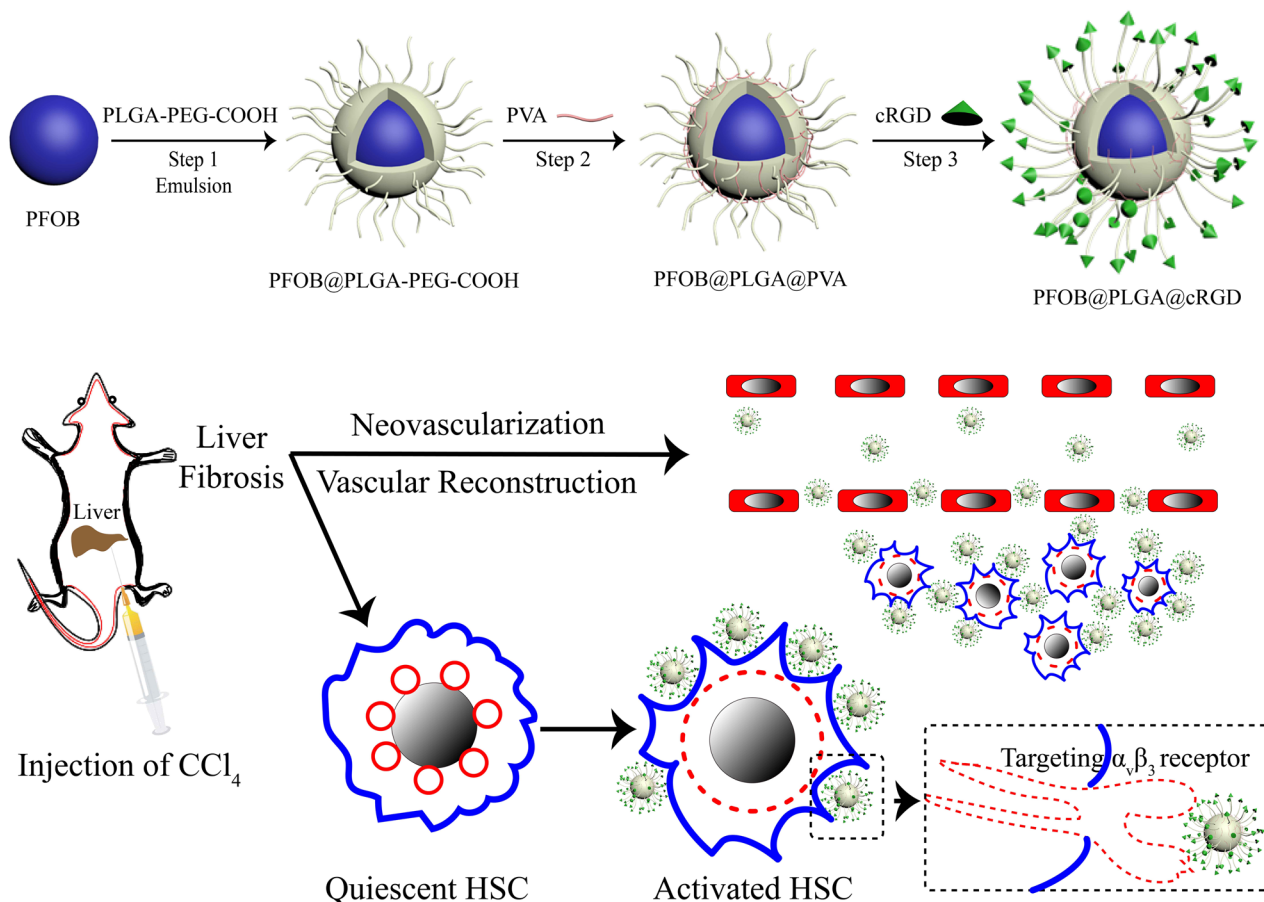 PFOB
PLGA-PEG-COOH
Step 1
Emulsion
PFOB@PLGA-PEG-COOH
PVA
Step 2
PFOB@PLGA@PVA
cRGD
Step 3
PFOB@PLGA@cRGD
Liver
Injection of CCl₄
Liver
Fibrosis
Neovascularization
Vascular Reconstruction
Quiescent HSC
Activated HSC
Targeting αᵥβ₃ receptor